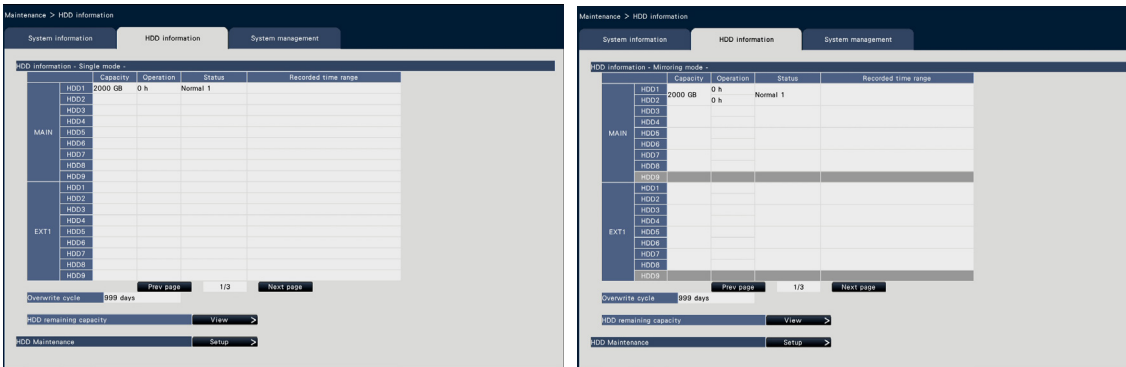 Maintenance > HDD information
System information HDD information System management
HDD information - Single mode -
Capacity Operation Status Recorded time range
MAIN
HDD1 2000 GB 0 h Normal 1
HDD2
HDD3
HDD4
HDD5
HDD6
HDD7
HDD8
HDD9
EXT1
HDD1
HDD2
HDD3
HDD4
HDD5
HDD6
HDD7
HDD8
HDD9
Prev page 1/3 Next page
Overwrite cycle 999 days
HDD remaining capacity View >
HDD Maintenance Setup >
Maintenance > HDD information
System information HDD information System management
HDD information - Mirroring mode -
Capacity Operation Status Recorded time range
MAIN
HDD1 2000 GB 0 h Normal 1
HDD2 0 h
HDD3
HDD4
HDD5
HDD6
HDD7
HDD8
HDD9
EXT1
HDD1
HDD2
HDD3
HDD4
HDD5
HDD6
HDD7
HDD8
HDD9
Prev page 1/3 Next page
Overwrite cycle 999 days
HDD remaining capacity View >
HDD Maintenance Setup >